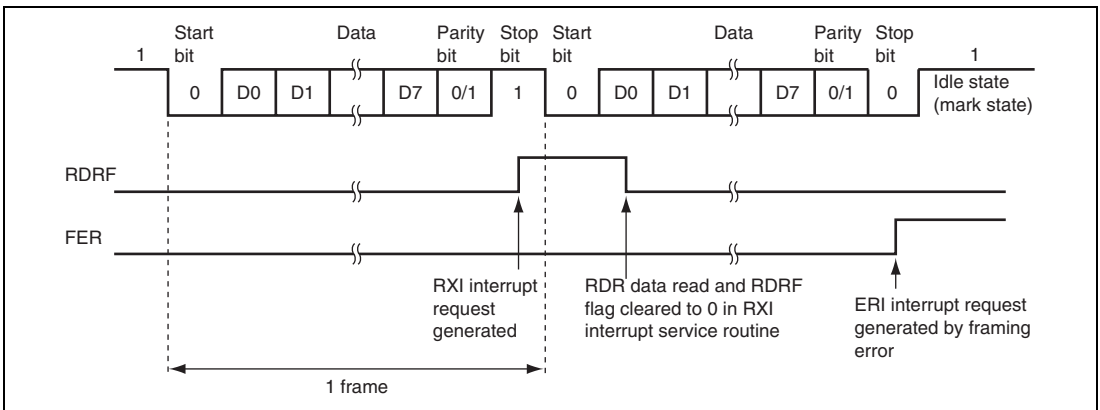 Start bit Data Parity bit Stop bit Start bit Data Parity bit Stop bit
1 0 D0 D1 D7 0/1 1 0 D0 D1 D7 0/1 0 1
Idle state
(mark state)
RDRF
FER
RXI interrupt
request
generated
RDR data read and RDRF
flag cleared to 0 in RXI
interrupt service routine
ERI interrupt request
generated by framing
error
1 frame